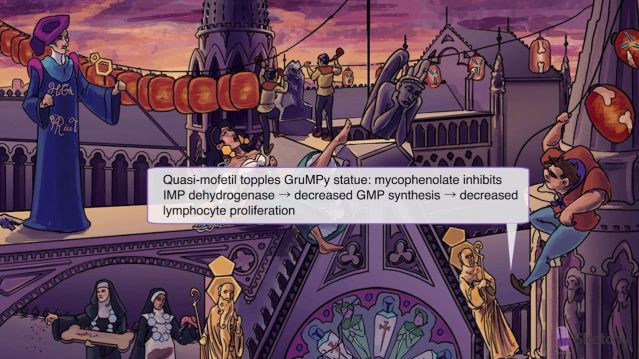 Quasi-mofetil topples GruMPy statue: mycophenolate inhibits
IMP dehydrogenase → decreased GMP synthesis → decreased
lymphocyte proliferation